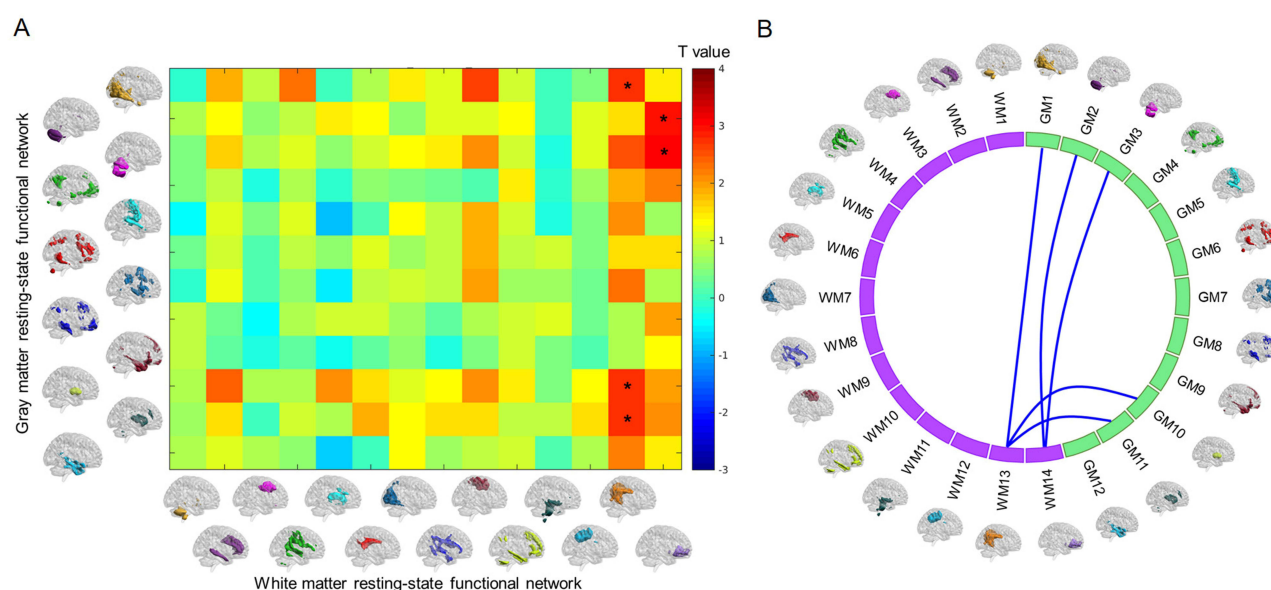 A
B
T value
Gray matter resting-state functional network
*
*
*
*
*
4
3
2
1
0
-1
-2
-3
White matter resting-state functional network
GM1
GM2
GM3
GM4
GM5
GM6
GM7
GM8
GM9
GM10
GM11
GM12
WM14
WM13
WM12
WM11
WM10
WM9
WM8
WM7
WM6
WM5
WM4
WM3
WM2
WM1